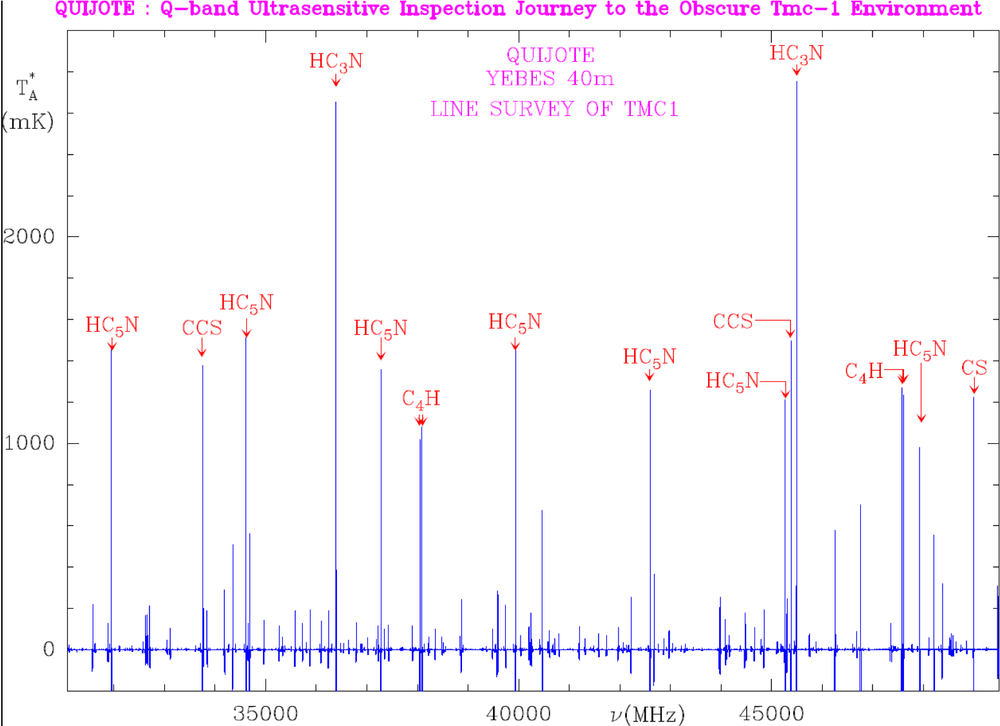 QUIJOTE : Q−band Ultrasensitive Inspection Journey to the Obscure Tmc−1 Environment
HC3N
HC3N
QUIJOTE
YEBES 40m
LINE SURVEY OF TMC1
T*A
(mK)
2000
HC5N
CCS
HC5N
HC5N
HC5N
CCS
HC5N
HC5N
C4H
HC5N
CS
C4H
1000
0
35000
40000
ν(MHz)
45000